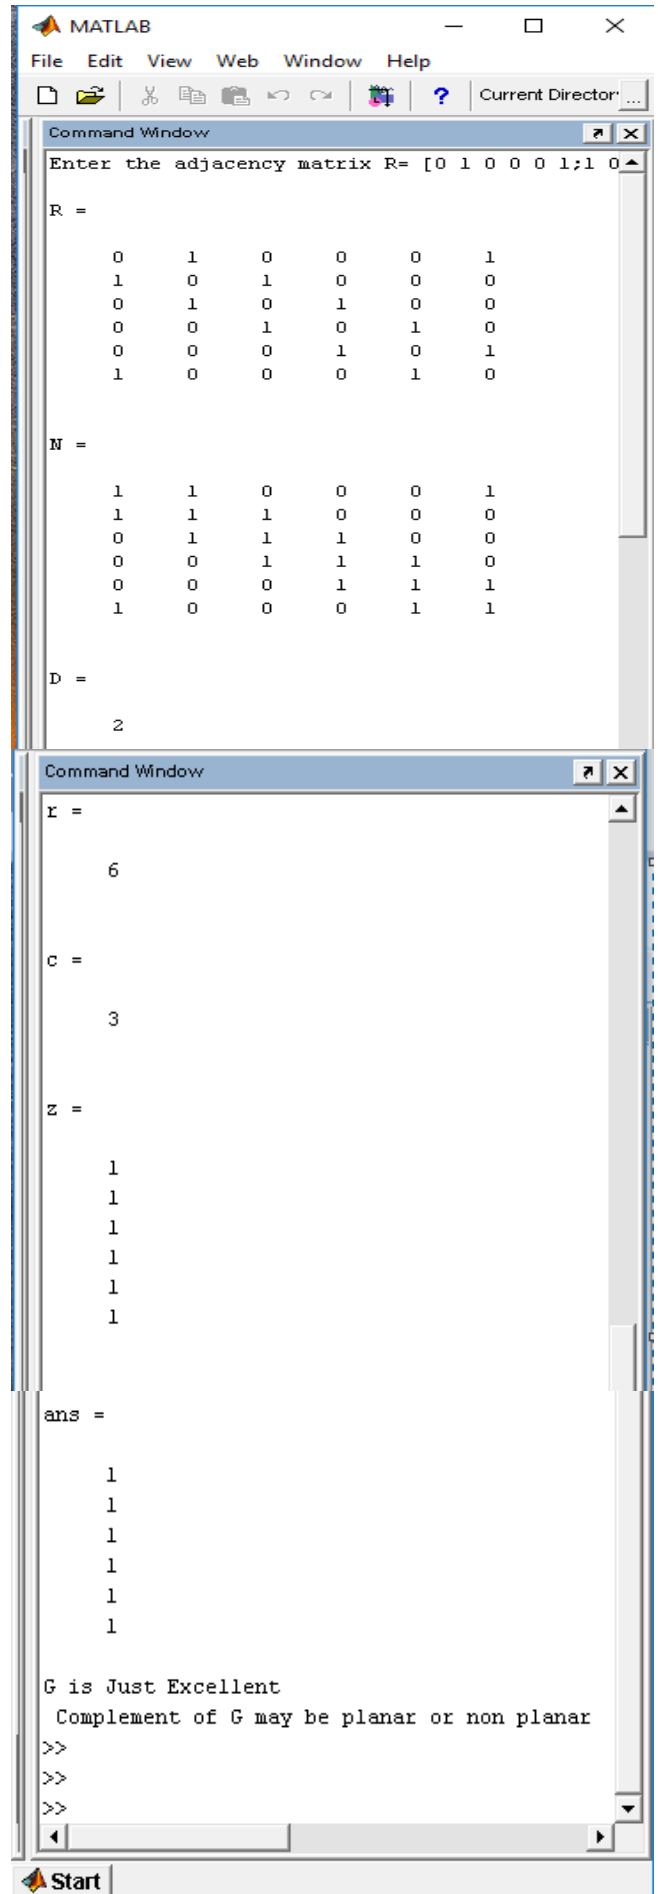 MATLAB
File Edit View Web Window Help
? Current Director ...
Command Window
Enter the adjacency matrix R= [0 1 0 0 0 1;1 0
R =
0 1 0 0 0 1
1 0 1 0 0 0
0 1 0 1 0 0
0 0 1 0 1 0
0 0 0 1 0 1
1 0 0 0 1 0
N =
1 1 0 0 0 1
1 1 1 0 0 0
0 1 1 1 0 0
0 0 1 1 1 0
0 0 0 1 1 1
1 0 0 0 1 1
D =
2
Command Window
r =
6
c =
3
z =
1
1
1
1
1
1
ans =
1
1
1
1
1
1
G is Just Excellent
Complement of G may be planar or non planar
>>
>>
>>
Start